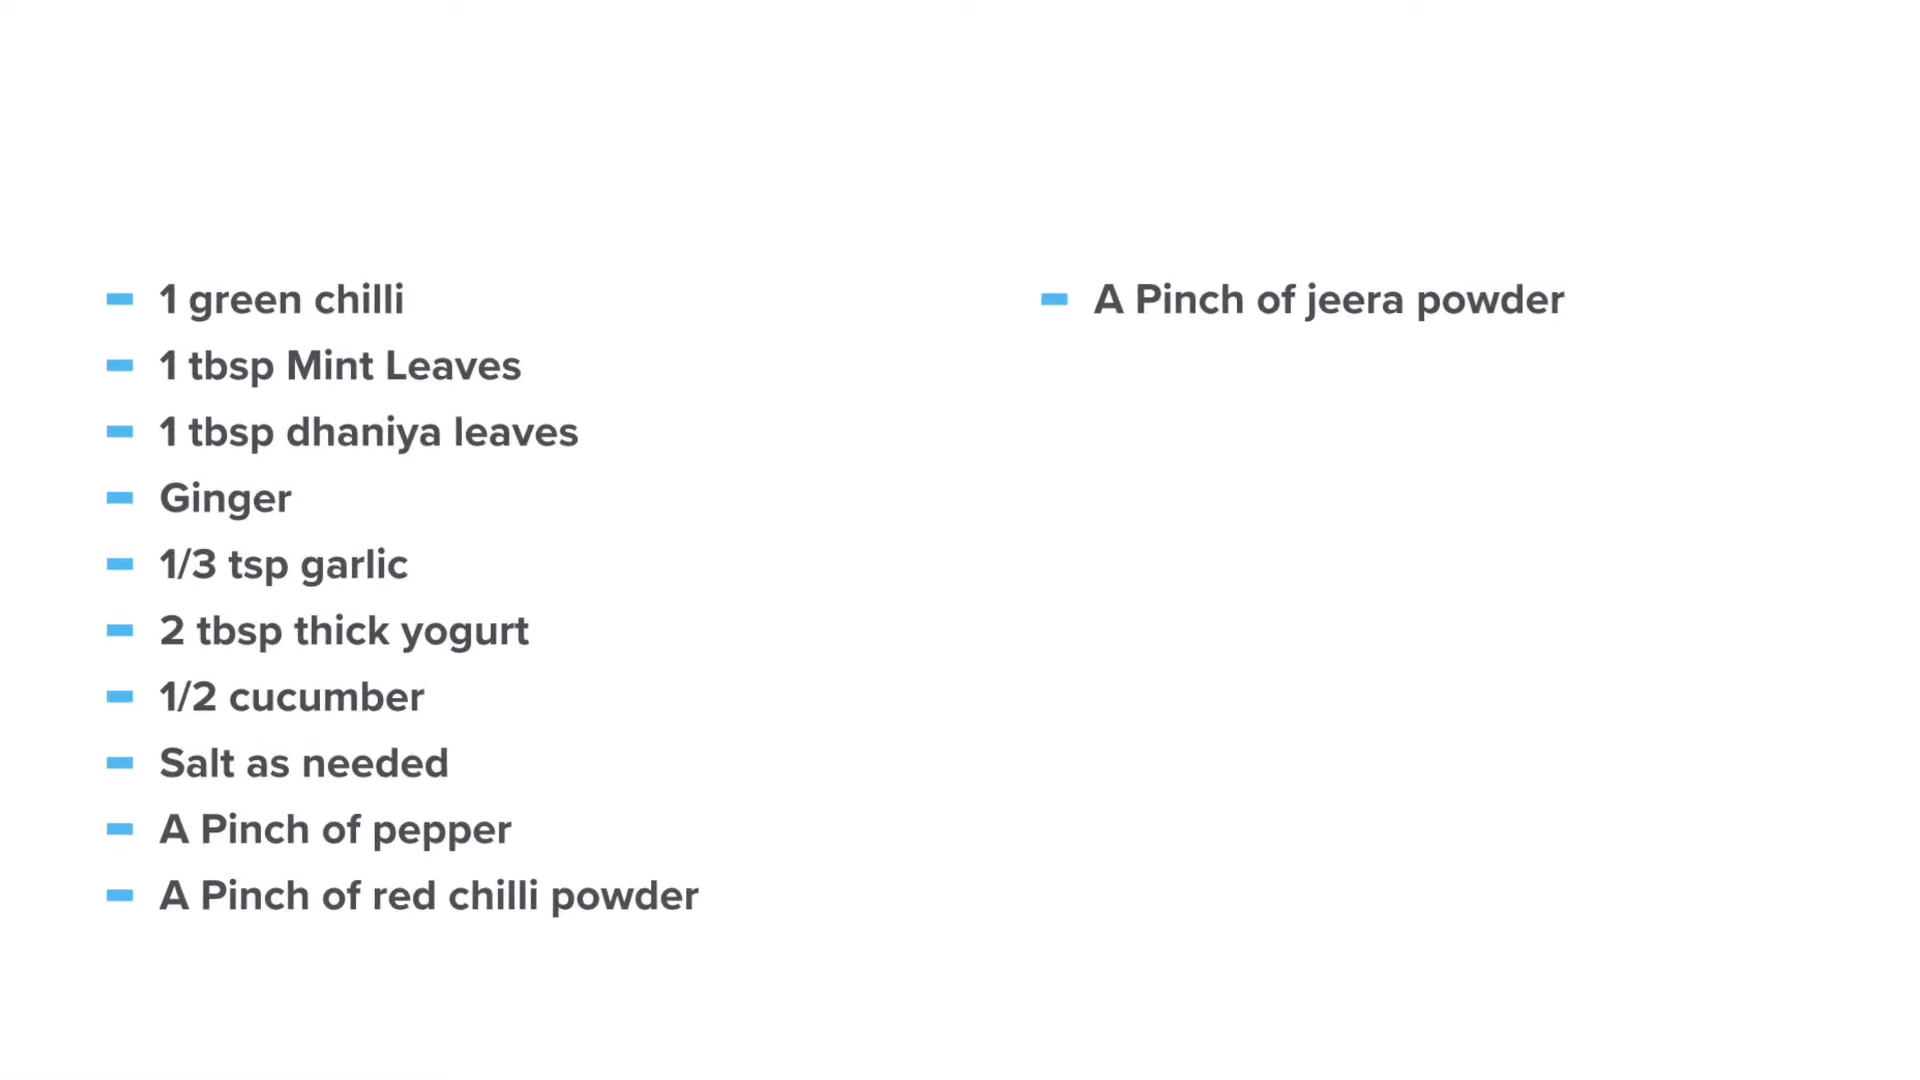 1 green chilli
1 tbsp Mint Leaves
1 tbsp dhaniya leaves
Ginger
1/3 tsp garlic
2 tbsp thick yogurt
1/2 cucumber
Salt as needed
A Pinch of pepper
A Pinch of red chilli powder
A Pinch of jeera powder